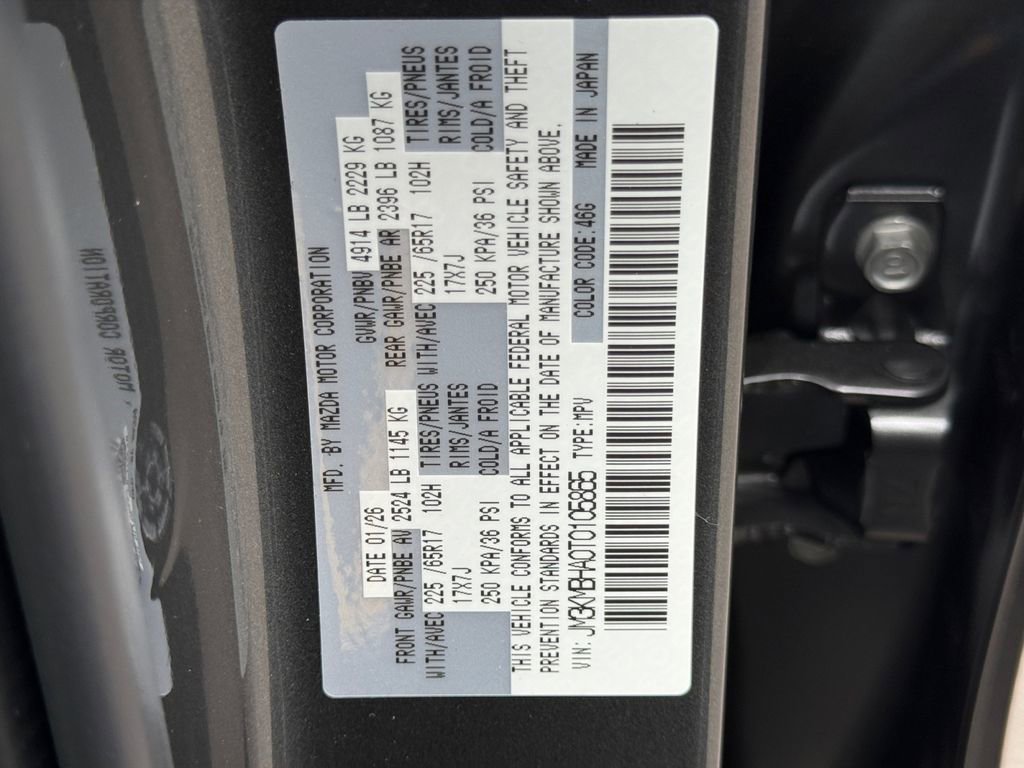 MFD. BY MAZDA MOTOR CORPORATION
DATE 01/26 GVWR/PNBV 4914 LB 2229 KG
FRONT GAWR/PNBE AV 2524 LB 1145 KG REAR GAWR/PNBE AR 2396 LB 1087 KG
WITH/AVEC 225 /65R17 102H TIRES/PNEUS WITH/AVEC 225 /65R17 102H TIRES/PNEUS
17X7J RIMS/JANTES 17X7J RIMS/JANTES
250 KPA/36 PSI COLD/A FROID 250 KPA/36 PSI COLD/A FROID
THIS VEHICLE CONFORMS TO ALL APPLICABLE FEDERAL MOTOR VEHICLE SAFETY AND THEFT
PREVENTION STANDARDS IN EFFECT ON THE DATE OF MANUFACTURE SHOWN ABOVE.
VIN: JM3KMBHA0T0105865 TYPE:MPV COLOR CODE:46G MADE IN JAPAN
MOTOR CORPORATION